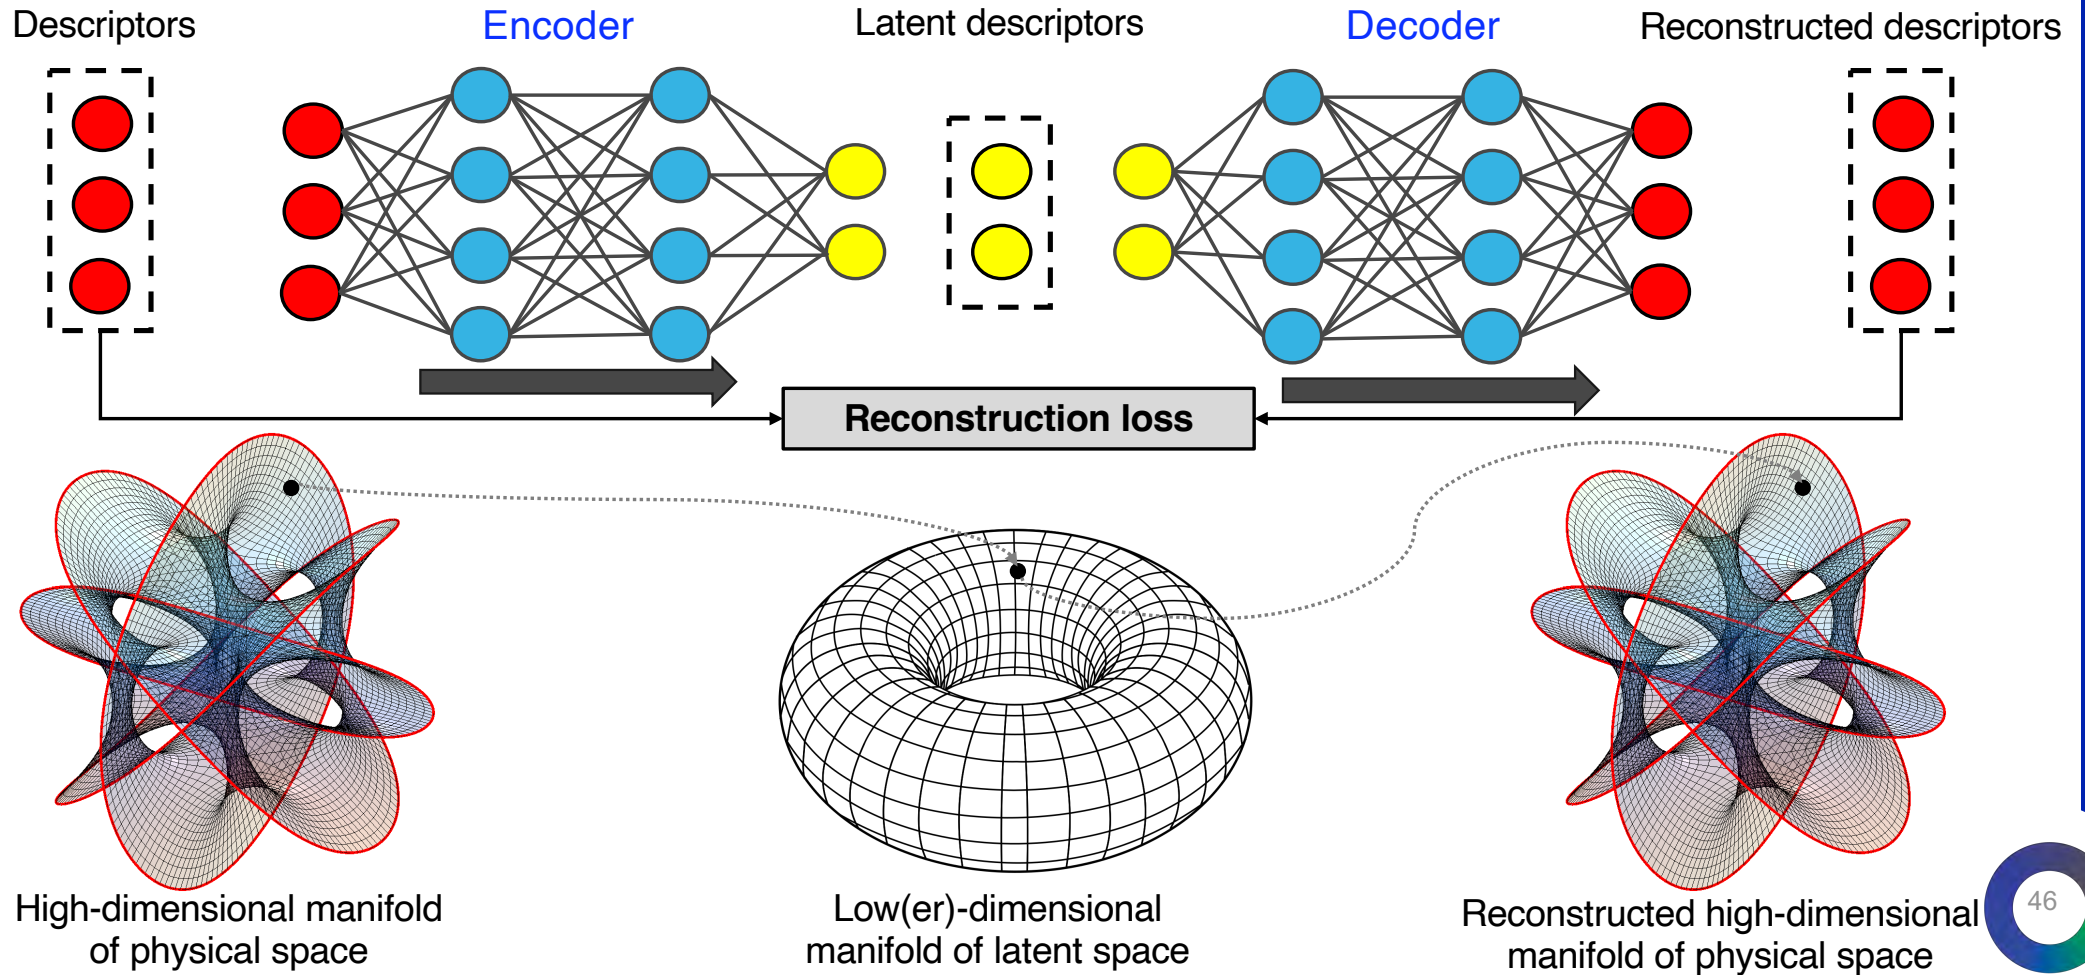 Descriptors
Encoder
Latent descriptors
Decoder
Reconstructed descriptors
Reconstruction loss
High-dimensional manifold
of physical space
Low(er)-dimensional
manifold of latent space
Reconstructed high-dimensional
manifold of physical space
46